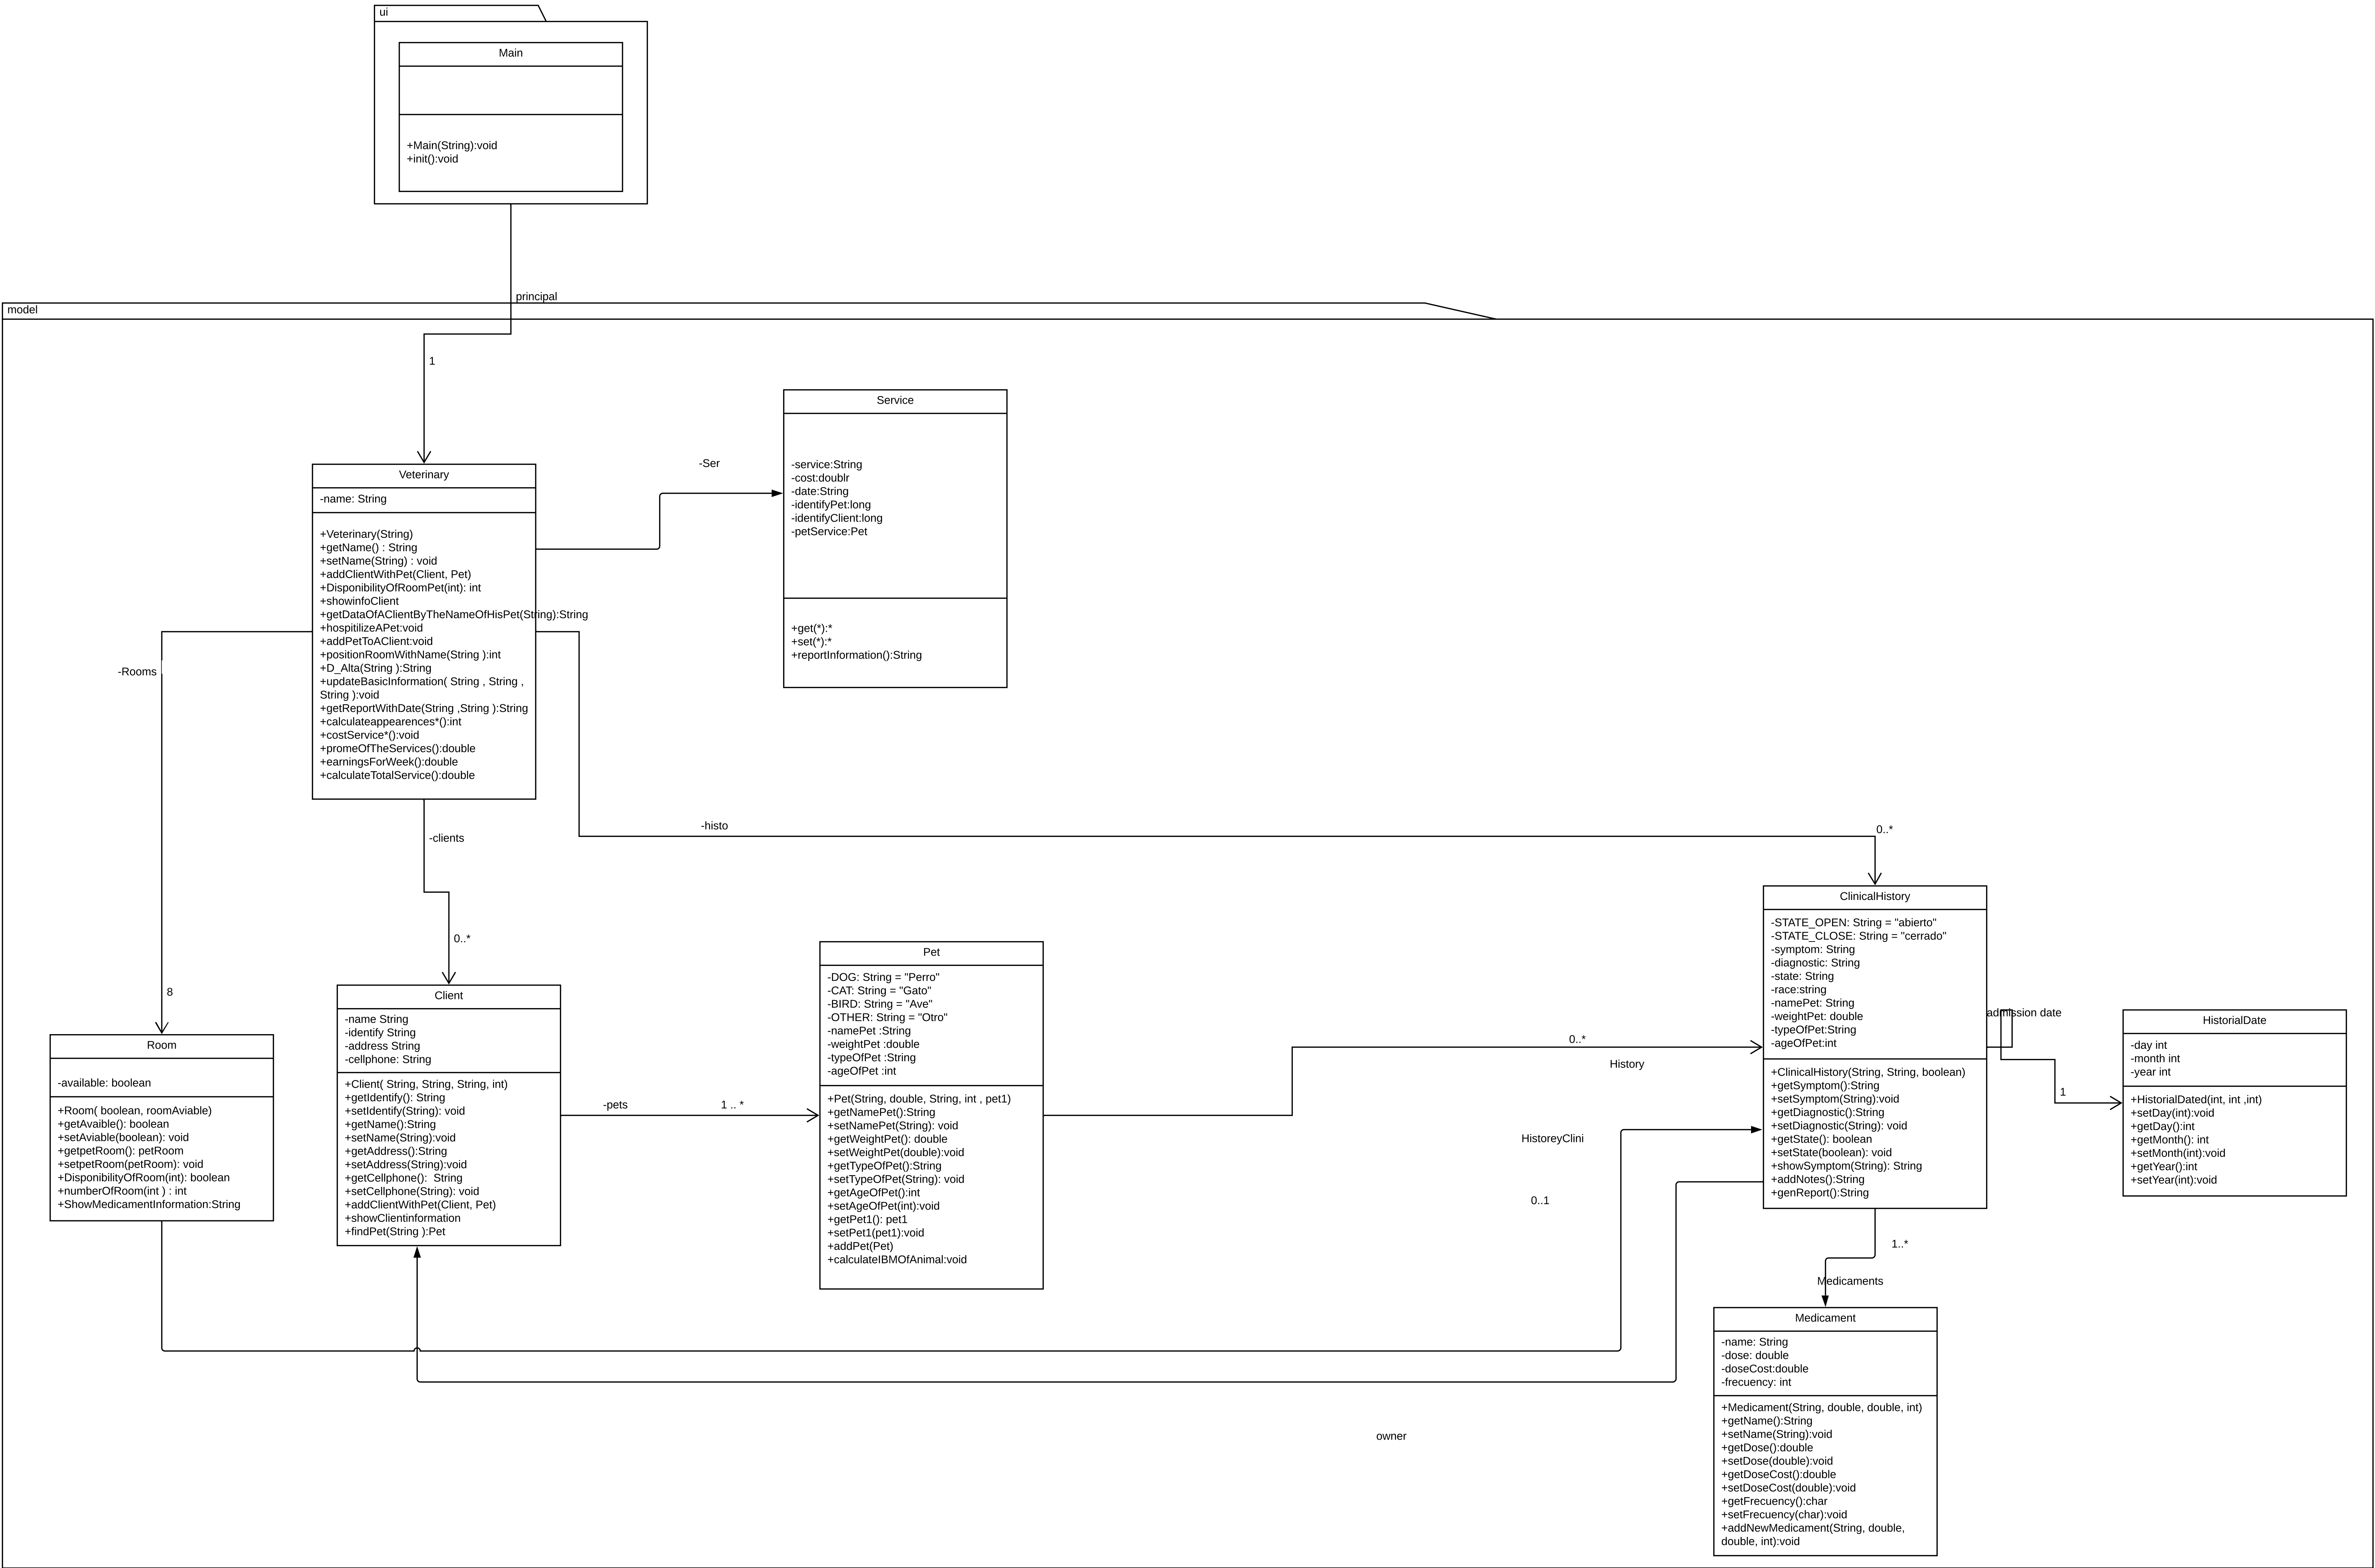 ui
Main
+Main(String):void
+init():void
principal
model
1
Service
-service:String
-cost:doublr
-date:String
-identifyPet:long
-identifyClient:long
-petService:Pet
+get(*):*
+set(*):*
+reportInformation():String
-Ser
Veterinary
-name: String
+Veterinary(String)
+getName() : String
+setName(String) : void
+addClientWithPet(Client, Pet)
+DisponibilityOfRoomPet(int): int
+showinfoClient
+getDataOfAClientByTheNameOfHisPet(String):String
+hospitilizeAPet:void
+addPetToAClient:void
+positionRoomWithName(String ):int
+D_Alta(String ):String
+updateBasicInformation( String , String ,
String ):void
+getReportWithDate(String ,String ):String
+calculateappearences*():int
+costService*():void
+promeOfTheServices():double
+earningsForWeek():double
+calculateTotalService():double
-Rooms
8
-clients
0..*
-histo
0..*
Room
-available: boolean
+Room( boolean, roomAviable)
+getAvaible(): boolean
+setAviable(boolean): void
+getpetRoom(): petRoom
+setpetRoom(petRoom): void
+DisponibilityOfRoom(int): boolean
+numberOfRoom(int ) : int
+ShowMedicamentInformation:String
Client
-name String
-identify String
-address String
-cellphone: String
+Client( String, String, String, int)
+getIdentify(): String
+setIdentify(String): void
+getName():String
+setName(String):void
+getAddress():String
+setAddress(String):void
+getCellphone():  String
+setCellphone(String): void
+addClientWithPet(Client, Pet)
+showClientinformation
+findPet(String ):Pet
-pets
1 .. *
Pet
-DOG: String = "Perro"
-CAT: String = "Gato"
-BIRD: String = "Ave"
-OTHER: String = "Otro"
-namePet :String
-weightPet :double
-typeOfPet :String
-ageOfPet :int
+Pet(String, double, String, int , pet1)
+getNamePet():String
+setNamePet(String): void
+getWeightPet(): double
+setWeightPet(double):void
+getTypeOfPet():String
+setTypeOfPet(String): void
+getAgeOfPet():int
+setAgeOfPet(int):void
+getPet1(): pet1
+setPet1(pet1):void
+addPet(Pet)
+calculateIBMOfAnimal:void
0..*
History
HistoreyClini
0..1
ClinicalHistory
-STATE_OPEN: String = "abierto"
-STATE_CLOSE: String = "cerrado"
-symptom: String
-diagnostic: String
-state: String
-race:string
-namePet: String
-weightPet: double
-typeOfPet:String
-ageOfPet:int
+ClinicalHistory(String, String, boolean)
+getSymptom():String
+setSymptom(String):void
+getDiagnostic():String
+setDiagnostic(String): void
+getState(): boolean
+setState(boolean): void
+showSymptom(String): String
+addNotes():String
+genReport():String
admission date
1
HistorialDate
-day int
-month int
-year int
+HistorialDated(int, int ,int)
+setDay(int):void
+getDay():int
+getMonth(): int
+setMonth(int):void
+getYear():int
+setYear(int):void
1..*
Medicaments
Medicament
-name: String
-dose: double
-doseCost:double
-frecuency: int
+Medicament(String, double, double, int)
+getName():String
+setName(String):void
+getDose():double
+setDose(double):void
+getDoseCost():double
+setDoseCost(double):void
+getFrecuency():char
+setFrecuency(char):void
+addNewMedicament(String, double,
double, int):void
owner